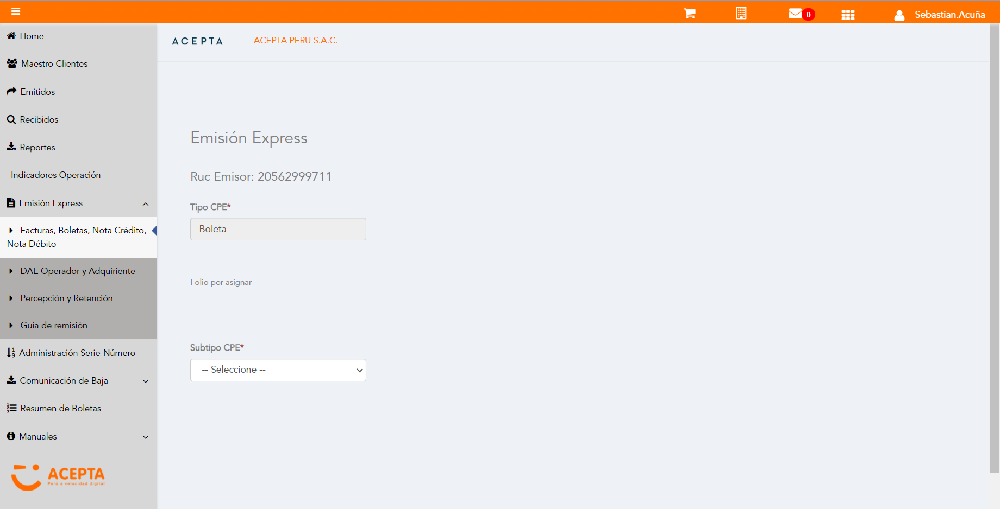 0
Sebastian.Acuña
Home
Maestro Clientes
Emitidos
Recibidos
Reportes
Indicadores Operación
Emisión Express
Facturas, Boletas, Nota Crédito,
Nota Débito
DAE Operador y Adquiriente
Percepción y Retención
Guía de remisión
Administración Serie-Número
Comunicación de Baja
Resumen de Boletas
Manuales
ACEPTA
Perú a velocidad digital
ACEPTA
ACEPTA PERU S.A.C.
Emisión Express
Ruc Emisor: 20562999711
Tipo CPE*
Boleta
Folio por asignar
Subtipo CPE*
-- Seleccione --